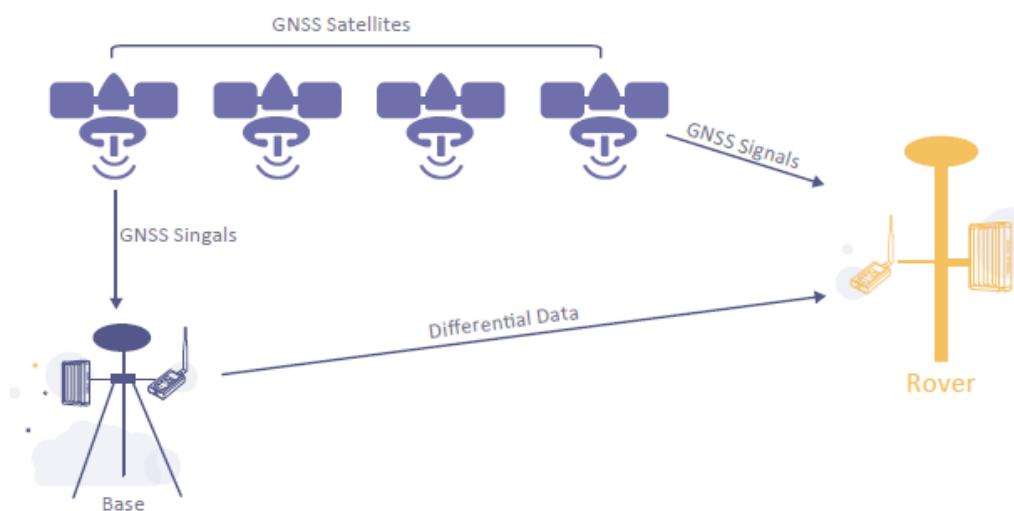 GNSS Satellites
GNSS Signals
GNSS Singals
Differential Data
Rover
Base